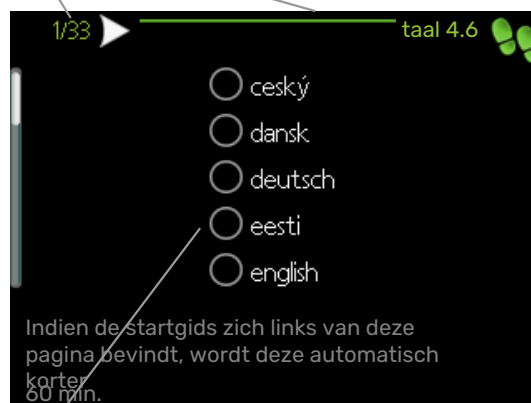 1/33
taal 4.6
ceský
dansk
deutsch
eesti
english
Indien de startgids zich links van deze
pagina bevindt, wordt deze automatisch
korter
60 min.